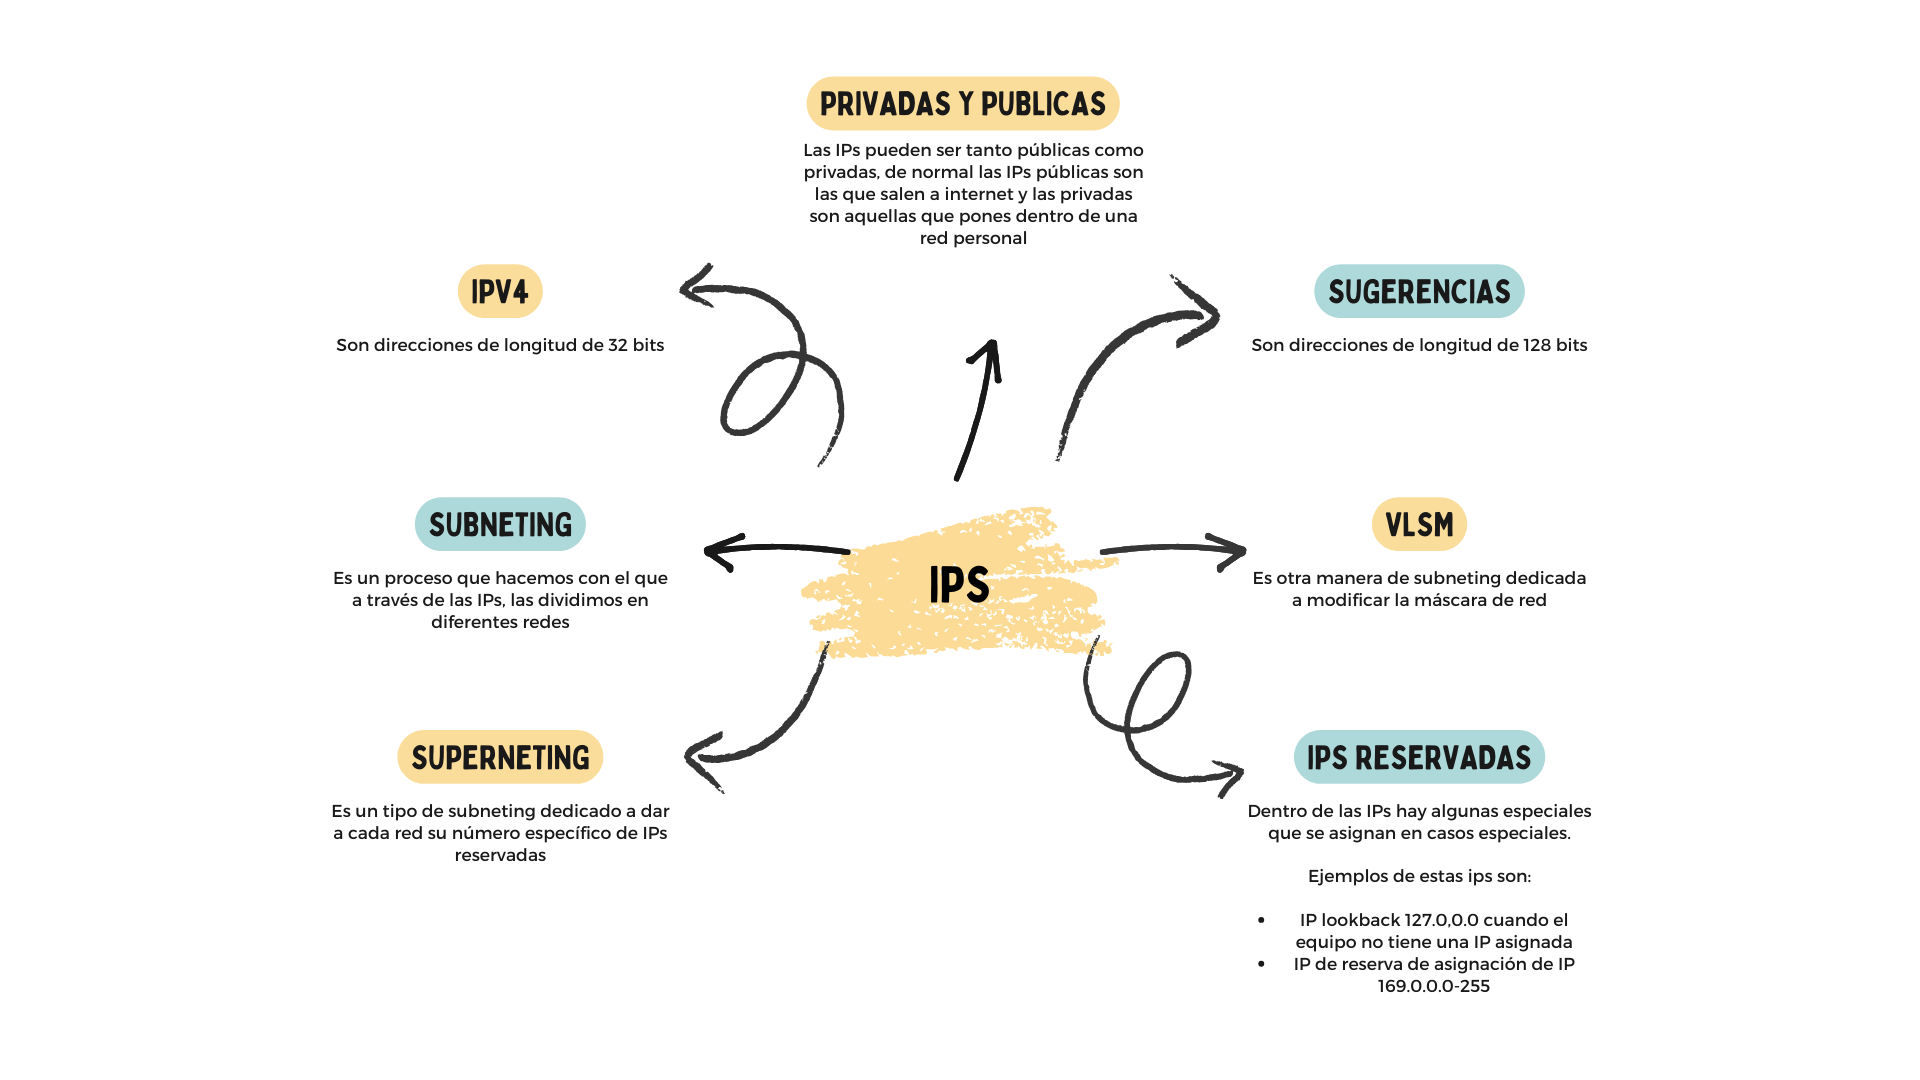 PRIVADAS Y PUBLICAS
Las IPs pueden ser tanto públicas como
privadas, de normal las IPs públicas son
las que salen a internet y las privadas
son aquellas que pones dentro de una
red personal
IPV4
Son direcciones de longitud de 32 bits
SUGERENCIAS
Son direcciones de longitud de 128 bits
SUBNETING
Es un proceso que hacemos con el que
a través de las IPs, las dividimos en
diferentes redes
IPS
VLSM
Es otra manera de subneting dedicada
a modificar la máscara de red
SUPERNETING
Es un tipo de subneting dedicado a dar
a cada red su número específico de IPs
reservadas
IPS RESERVADAS
Dentro de las IPs hay algunas especiales
que se asignan en casos especiales.
Ejemplos de estas ips son:
• IP lookback 127.0,0.0 cuando el
equipo no tiene una IP asignada
• IP de reserva de asignación de IP
169.0.0.0-255